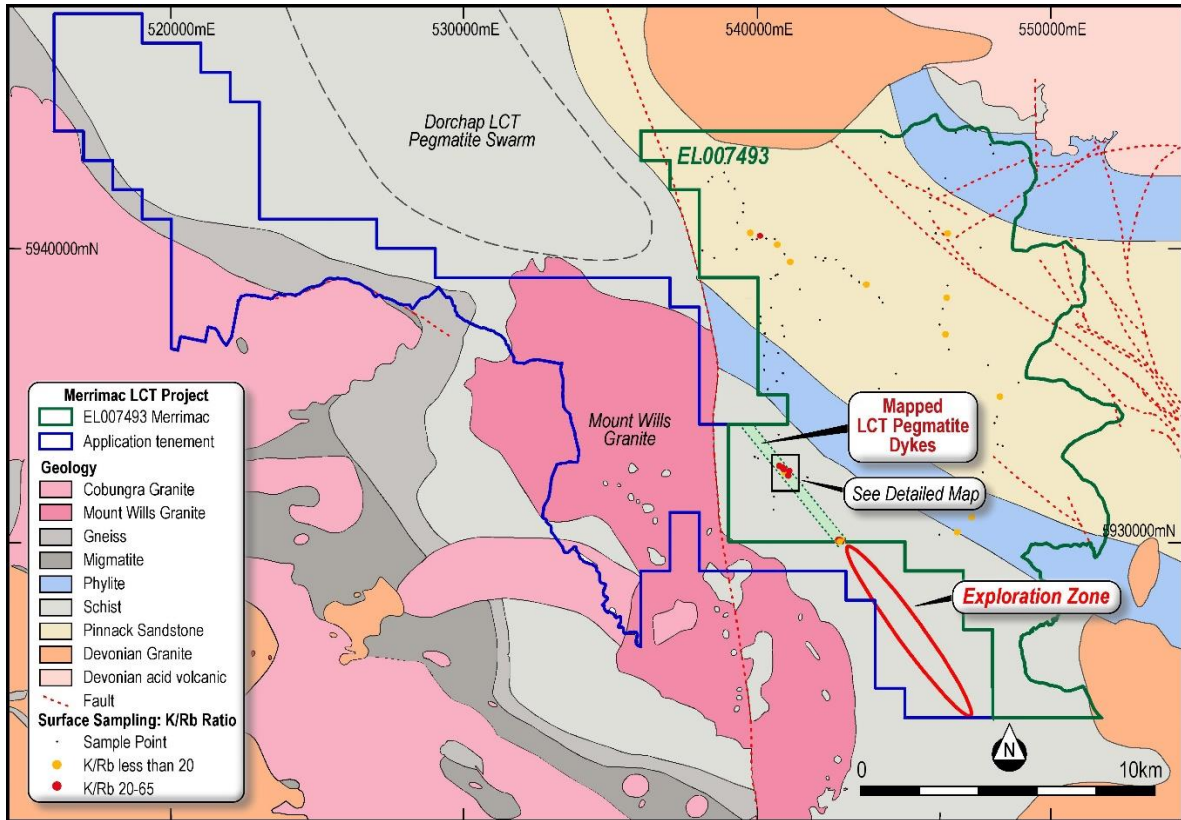 520000mE
530000mE
540000mE
550000mE
Dorchap LCT
Pegmatite Swarm
EL007493
5940000mN
Mount Wills
Granite
Mapped
LCT Pegmatite
Dykes
See Detailed Map
5930000mN
Exploration Zone
Merrimac LCT Project
EL007493 Merrimac
Application tenement
Geology
Cobungra Granite
Mount Wills Granite
Gneiss
Migmatite
Phylite
Schist
Pinnack Sandstone
Devonian Granite
Devonian acid volcanic
Fault
Surface Sampling: K/Rb Ratio
Sample Point
K/Rb less than 20
K/Rb 20-65
N
0
10km